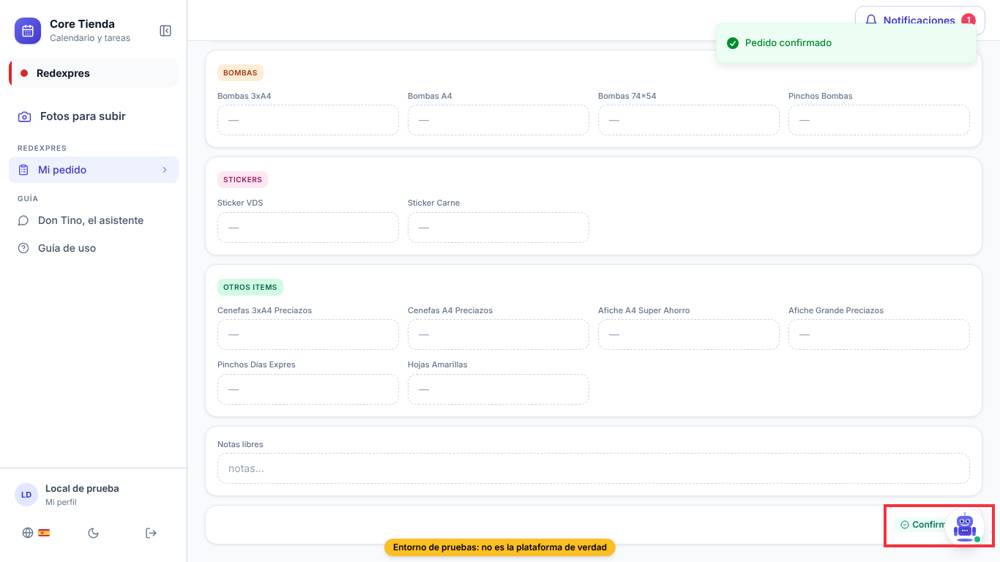 Core Tienda
Calendario y tareas
Redexpres
Fotos para subir
REDEXPRES
Mi pedido
GUÍA
Don Tino, el asistente
Guía de uso
Local de prueba
LD
Mi perfil
Notificaciones 1
Pedido confirmado
BOMBAS
Bombas 3xA4 Bombas A4 Bombas 74x54 Pinchos Bombas
— — — —
STICKERS
Sticker VDS Sticker Carne
— —
OTROS ITEMS
Cenefas 3xA4 Preciazos Cenefas A4 Preciazos Afiche A4 Super Ahorro Afiche Grande Preciazos
— — — —
Pinchos Días Expres Hojas Amarillas
— —
Notas libres
notas...
Entorno de pruebas: no es la plataforma de verdad